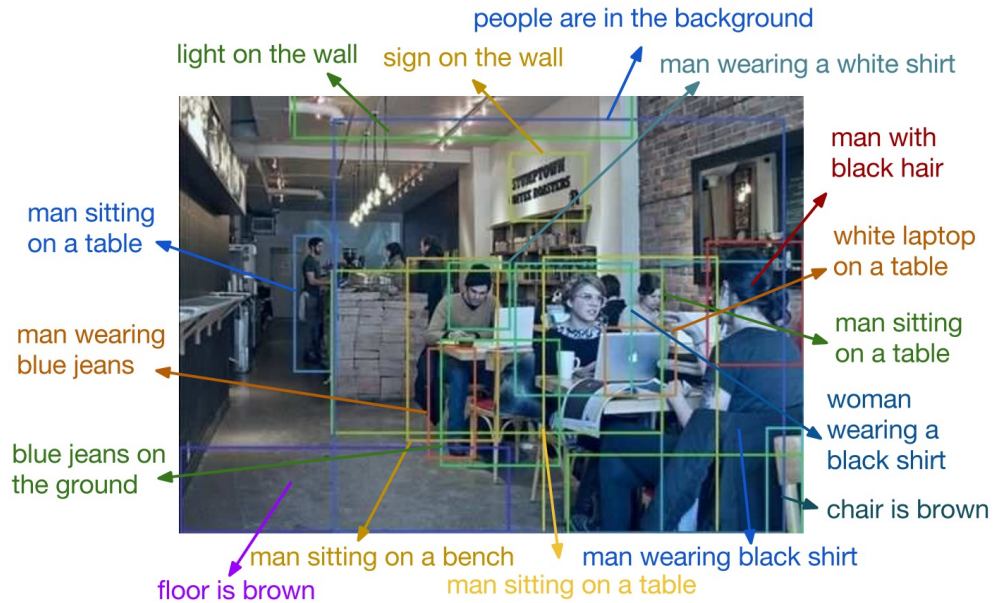 people are in the background
light on the wall
sign on the wall
man wearing a white shirt
man with
black hair
man sitting
on a table
white laptop
on a table
man wearing
blue jeans
man sitting
on a table
woman
wearing a
black shirt
blue jeans on
the ground
chair is brown
man sitting on a bench
man wearing black shirt
man sitting on a table
floor is brown
STUMPTOWN
COFFEE ROASTERS